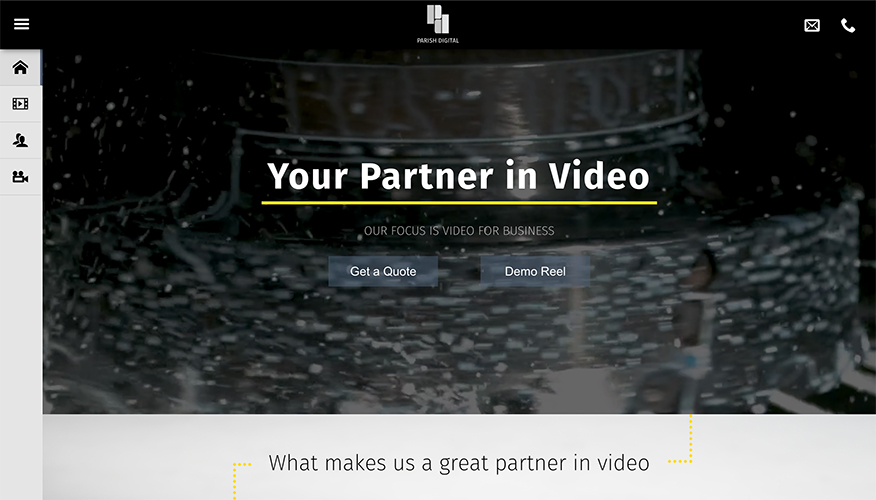 PARISH DIGITAL
Your Partner in Video
OUR FOCUS IS VIDEO FOR BUSINESS
Get a Quote
Demo Reel
What makes us a great partner in video